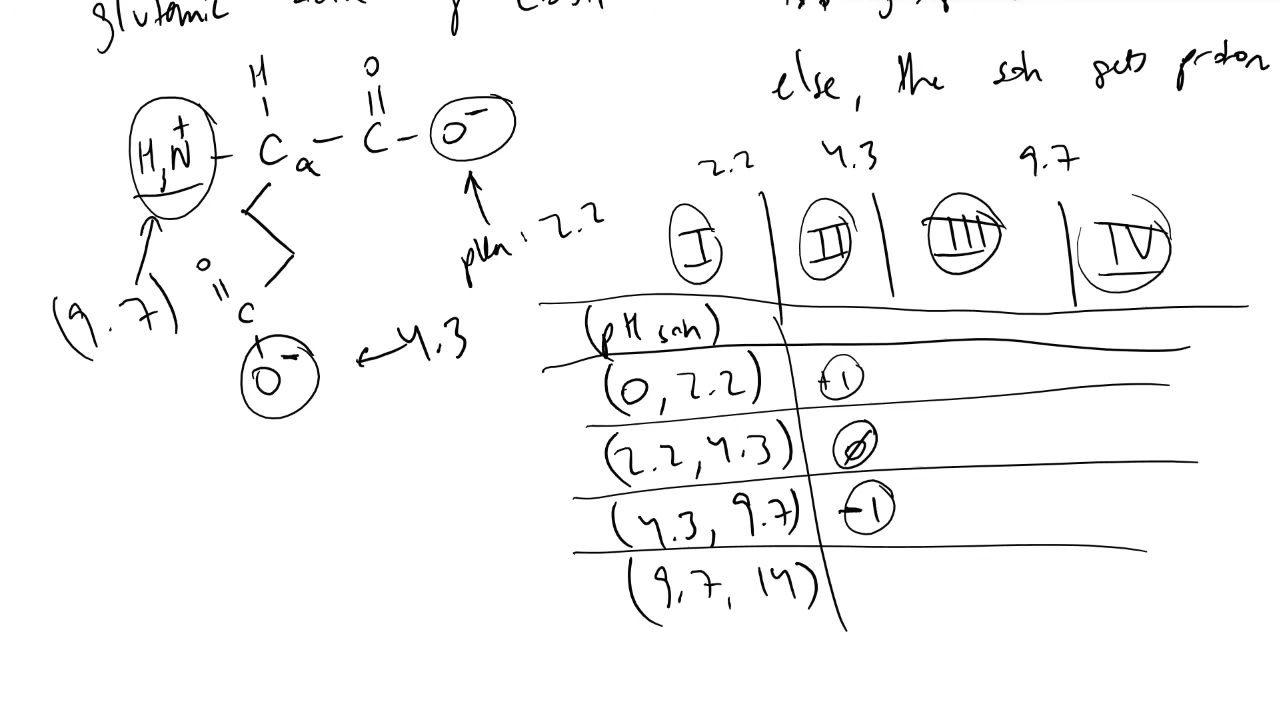 glutamic
else, the soln gets proton
H O
H3N+ - Cα - C - O-
2.2 4.3 9.7
pka: 2.2
I II III IV
(9.7)
O
C
O-
4.3
(pH soln)
(0, 2.2) +1
(2.2, 4.3) ø
(4.3, 9.7) -1
(9.7, 14)